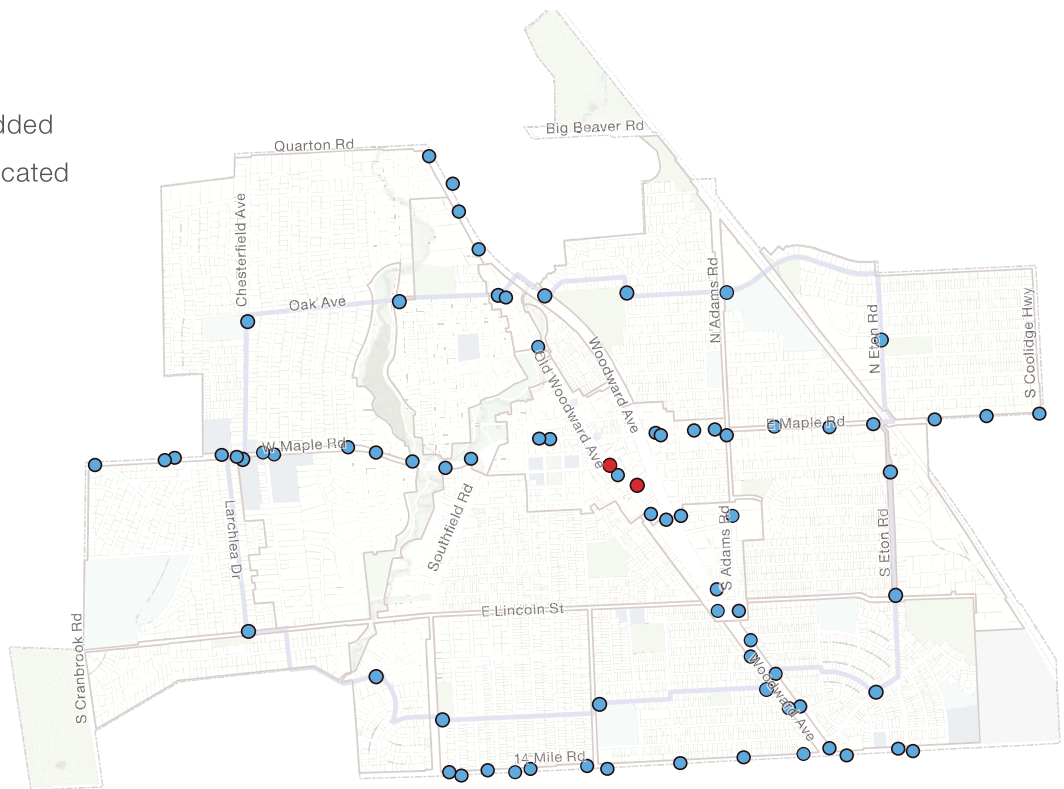 dded
cated
Big Beaver Rd
Quarton Rd
Chesterfield Ave
Oak Ave
N Adams Rd
N Eton Rd
S Coolidge Hwy
Woodward Ave
Old Woodward Ave
E Maple Rd
W Maple Rd
Larchlea Dr
Southfield Rd
S Adams Rd
S Eton Rd
E Lincoln St
S Cranbrook Rd
Woodward Ave
14 Mile Rd